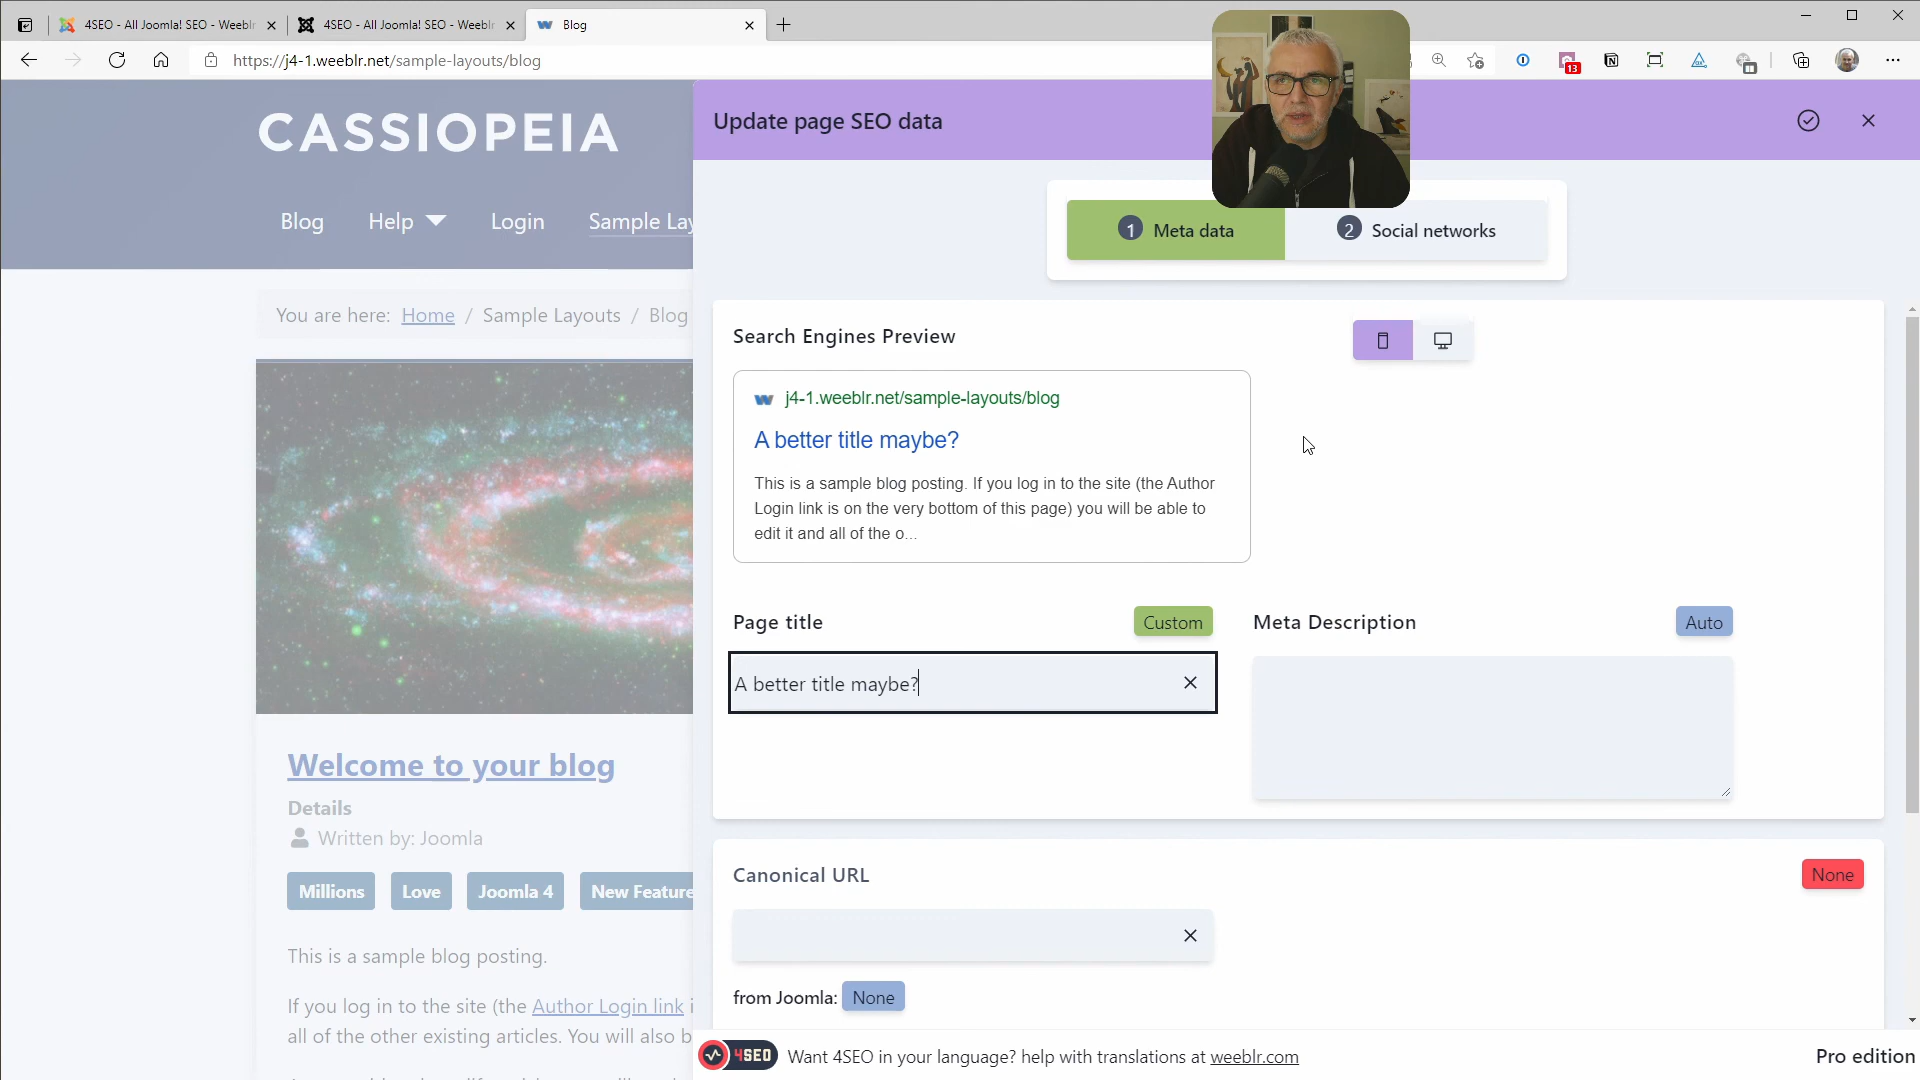 4SEO - All Joomla! SEO - Weeblr
4SEO - All Joomla! SEO - Weeblr
Blog
https://j4-1.weeblr.net/sample-layouts/blog
13
CASSIOPEIA
Blog
Help
Login
Sample Lay
You are here: Home / Sample Layouts / Blog
Welcome to your blog
Details
Written by: Joomla
Millions
Love
Joomla 4
New Feature
This is a sample blog posting.
If you log in to the site (the Author Login link i
all of the other existing articles. You will also b
Update page SEO data
1 Meta data
2 Social networks
Search Engines Preview
j4-1.weeblr.net/sample-layouts/blog
A better title maybe?
This is a sample blog posting. If you log in to the site (the Author
Login link is on the very bottom of this page) you will be able to
edit it and all of the o...
Page title
Custom
A better title maybe?
Meta Description
Auto
Canonical URL
None
from Joomla: None
4SEO
Want 4SEO in your language? help with translations at weeblr.com
Pro edition